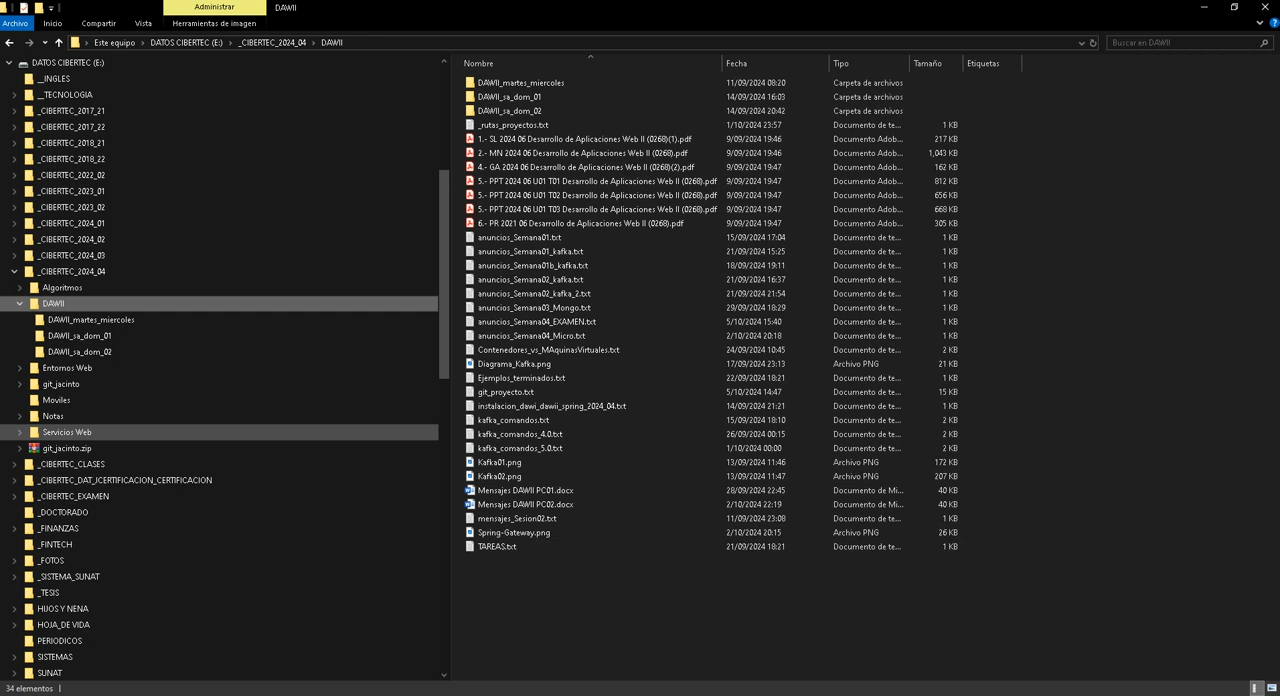 Administrar DAWII
Archivo Inicio Compartir Vista Herramientas de imagen
Este equipo > DATOS CIBERTEC (E:) > _CIBERTEC_2024_04 > DAWII Buscar en DAWII
DATOS CIBERTEC (E:)
__INGLES
__TECNOLOGIA
_CIBERTEC_2017_21
_CIBERTEC_2017_22
_CIBERTEC_2018_21
_CIBERTEC_2018_22
_CIBERTEC_2022_02
_CIBERTEC_2023_01
_CIBERTEC_2023_02
_CIBERTEC_2024_01
_CIBERTEC_2024_02
_CIBERTEC_2024_03
_CIBERTEC_2024_04
Algoritmos
DAWII
DAWII_martes_miercoles
DAWII_sa_dom_01
DAWII_sa_dom_02
Entornos Web
git_jacinto
Moviles
Notas
Servicios Web
git_jacinto.zip
_CIBERTEC_CLASES
_CIBERTEC_DAT_JCERTIFICACION_CERTIFICACION
_CIBERTEC_EXAMEN
_DOCTORADO
_FINANZAS
_FINTECH
_FOTOS
_SISTEMA_SUNAT
_TESIS
HIJOS Y NENA
HOJA_DE VIDA
PERIODICOS
SISTEMAS
SUNAT
Nombre Fecha Tipo Tamaño Etiquetas
DAWII_martes_miercoles 11/09/2024 08:20 Carpeta de archivos
DAWII_sa_dom_01 14/09/2024 16:03 Carpeta de archivos
DAWII_sa_dom_02 14/09/2024 20:42 Carpeta de archivos
_rutas_proyectos.txt 1/10/2024 23:57 Documento de te... 1 KB
1.- SL 2024 06 Desarrollo de Aplicaciones Web II (0268)(1).pdf 9/09/2024 19:46 Documento Adob... 217 KB
2.- MN 2024 06 Desarrollo de Aplicaciones Web II (0268).pdf 9/09/2024 19:46 Documento Adob... 1,043 KB
4.- GA 2024 06 Desarrollo de Aplicaciones Web II (0268)(2).pdf 9/09/2024 19:47 Documento Adob... 162 KB
5.- PPT 2024 06 U01 T01 Desarrollo de Aplicaciones Web II (0268).pdf 9/09/2024 19:47 Documento Adob... 812 KB
5.- PPT 2024 06 U01 T02 Desarrollo de Aplicaciones Web II (0268).pdf 9/09/2024 19:47 Documento Adob... 656 KB
5.- PPT 2024 06 U01 T03 Desarrollo de Aplicaciones Web II (0268).pdf 9/09/2024 19:47 Documento Adob... 668 KB
6.- PR 2021 06 Desarrollo de Aplicaciones Web II (0268).pdf 9/09/2024 19:47 Documento Adob... 305 KB
anuncios_Semana01.txt 15/09/2024 17:04 Documento de te... 1 KB
anuncios_Semana01_kafka.txt 21/09/2024 15:25 Documento de te... 1 KB
anuncios_Semana01b_kafka.txt 18/09/2024 19:11 Documento de te... 1 KB
anuncios_Semana02_kafka.txt 21/09/2024 16:37 Documento de te... 1 KB
anuncios_Semana02_kafka_2.txt 21/09/2024 21:54 Documento de te... 1 KB
anuncios_Semana03_Mongo.txt 29/09/2024 18:29 Documento de te... 1 KB
anuncios_Semana04_EXAMEN.txt 5/10/2024 15:40 Documento de te... 1 KB
anuncios_Semana04_Micro.txt 2/10/2024 20:18 Documento de te... 1 KB
Contenedores_vs_MAquinasVirtuales.txt 24/09/2024 10:45 Documento de te... 2 KB
Diagrama_Kafka.png 17/09/2024 23:13 Archivo PNG 21 KB
Ejemplos_terminados.txt 22/09/2024 18:21 Documento de te... 1 KB
git_proyecto.txt 5/10/2024 14:47 Documento de te... 15 KB
instalacion_dawi_dawii_spring_2024_04.txt 14/09/2024 21:21 Documento de te... 1 KB
kafka_comandos.txt 15/09/2024 18:10 Documento de te... 2 KB
kafka_comandos_4.0.txt 26/09/2024 00:15 Documento de te... 2 KB
kafka_comandos_5.0.txt 1/10/2024 00:00 Documento de te... 2 KB
Kafka01.png 13/09/2024 11:46 Archivo PNG 172 KB
Kafka02.png 13/09/2024 11:47 Archivo PNG 207 KB
Mensajes DAWII PC01.docx 28/09/2024 22:45 Documento de Mi... 40 KB
Mensajes DAWII PC02.docx 2/10/2024 22:19 Documento de Mi... 40 KB
mensajes_Sesion02.txt 11/09/2024 23:08 Documento de te... 1 KB
Spring-Gateway.png 2/10/2024 20:15 Archivo PNG 26 KB
TAREAS.txt 21/09/2024 18:21 Documento de te... 1 KB
34 elementos